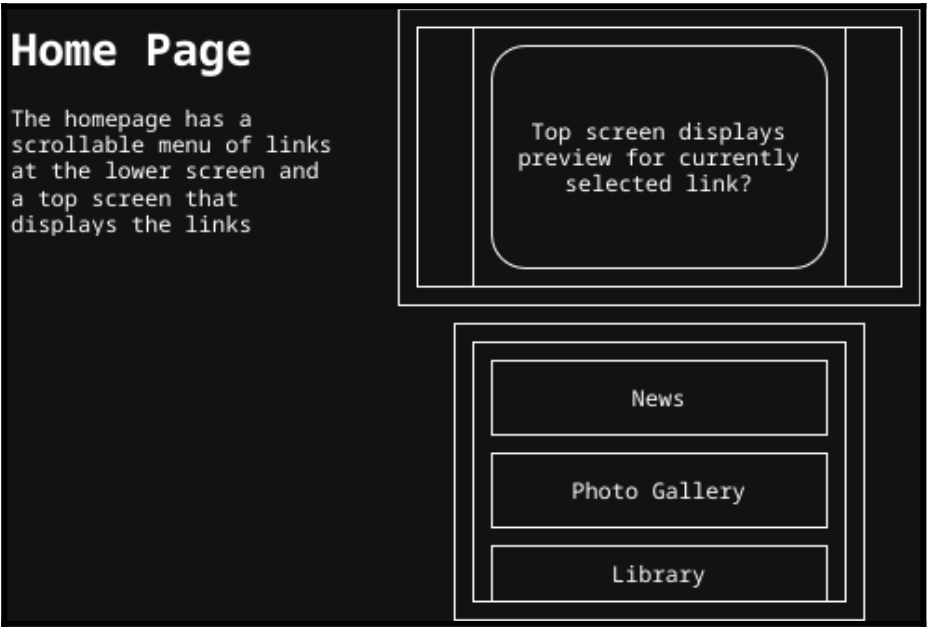 Home Page
The homepage has a
scrollable menu of links
at the lower screen and
a top screen that
displays the links
Top screen displays
preview for currently
selected link?
News
Photo Gallery
Library